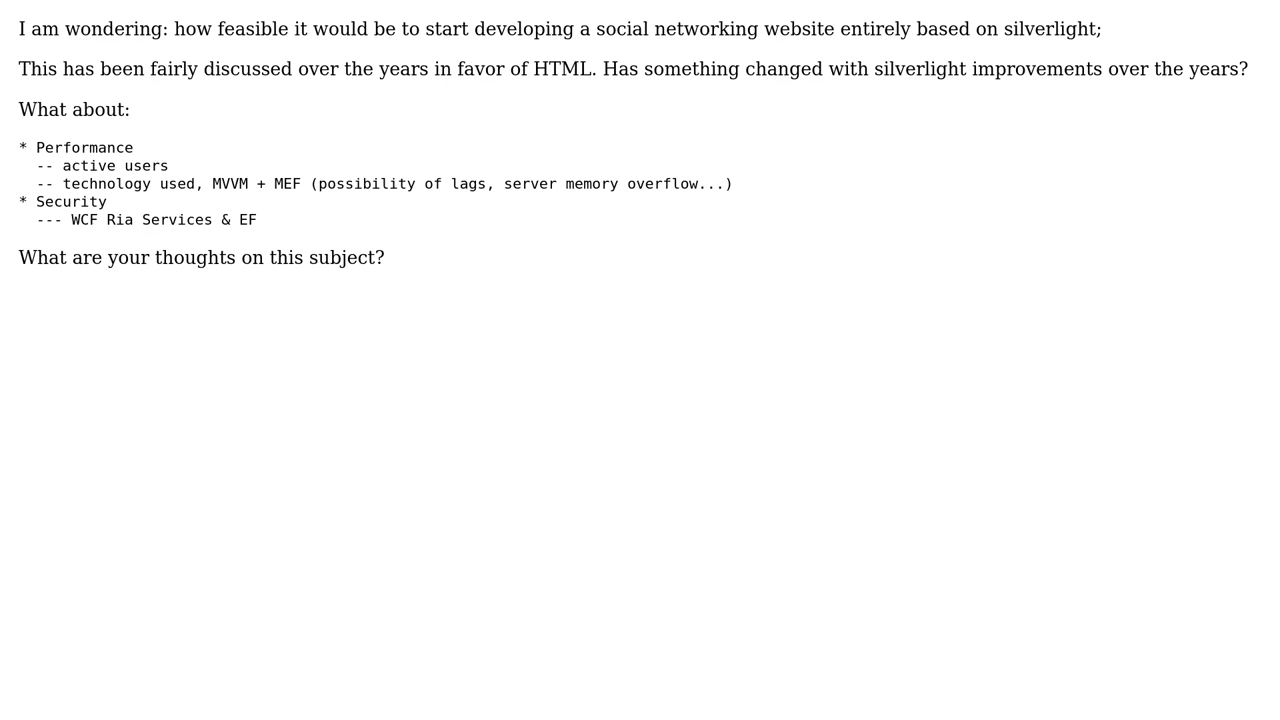 I am wondering: how feasible it would be to start developing a social networking website entirely based on silverlight;
This has been fairly discussed over the years in favor of HTML. Has something changed with silverlight improvements over the years?
What about:
* Performance
  -- active users
  -- technology used, MVVM + MEF (possibility of lags, server memory overflow...)
* Security
  --- WCF Ria Services & EF
What are your thoughts on this subject?